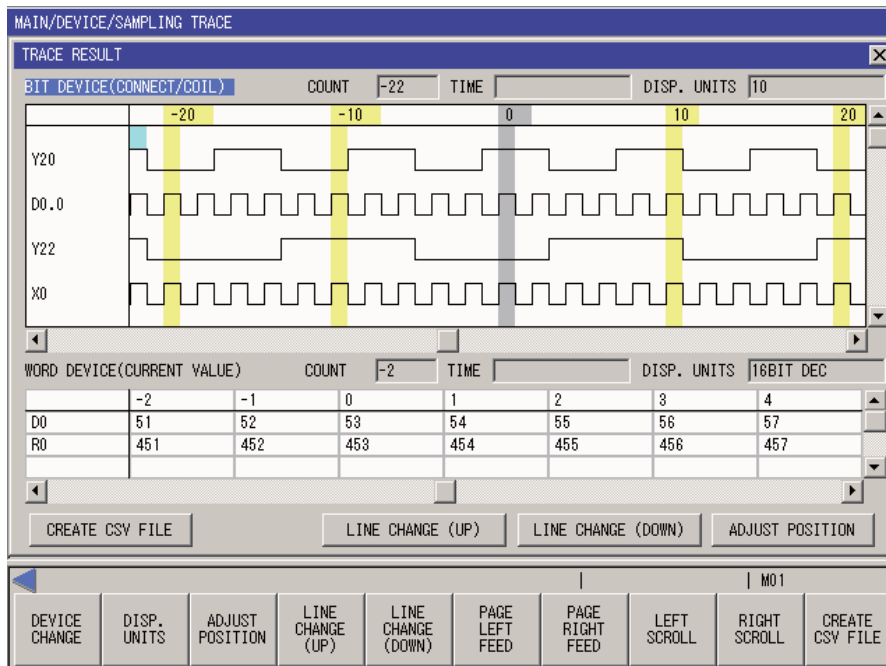 MAIN/DEVICE/SAMPLING TRACE
TRACE RESULT
BIT DEVICE(CONNECT/COIL) COUNT -22 TIME DISP. UNITS 10
-20 -10 0 10 20
Y20
D0.0
Y22
X0
WORD DEVICE(CURRENT VALUE) COUNT -2 TIME DISP. UNITS 16BIT DEC
-2 -1 0 1 2 3 4
D0 51 52 53 54 55 56 57
R0 451 452 453 454 455 456 457
CREATE CSV FILE LINE CHANGE (UP) LINE CHANGE (DOWN) ADJUST POSITION
M01
DEVICE CHANGE DISP. UNITS ADJUST POSITION LINE CHANGE (UP) LINE CHANGE (DOWN) PAGE LEFT FEED PAGE RIGHT FEED LEFT SCROLL RIGHT SCROLL CREATE CSV FILE